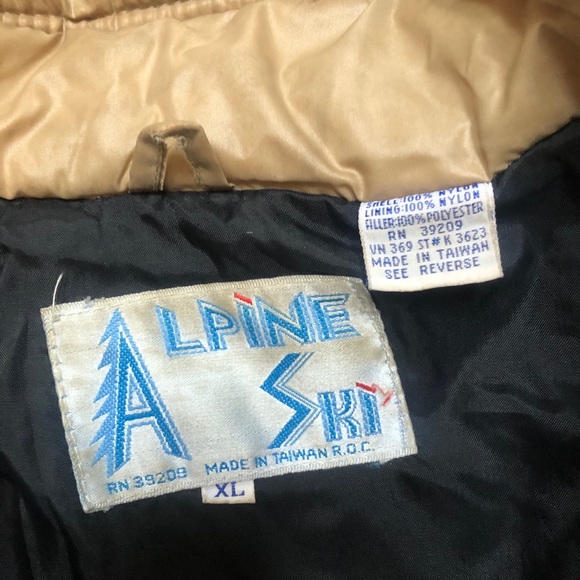 SHELL:100% NYLON
LINING:100% NYLON
FILLER:100% POLYESTER
RN 39209
VN 369 ST# K 3623
MADE IN TAIWAN
SEE REVERSE
ALPINE
SKI
RN 39209 MADE IN TAIWAN R.O.C.
XL